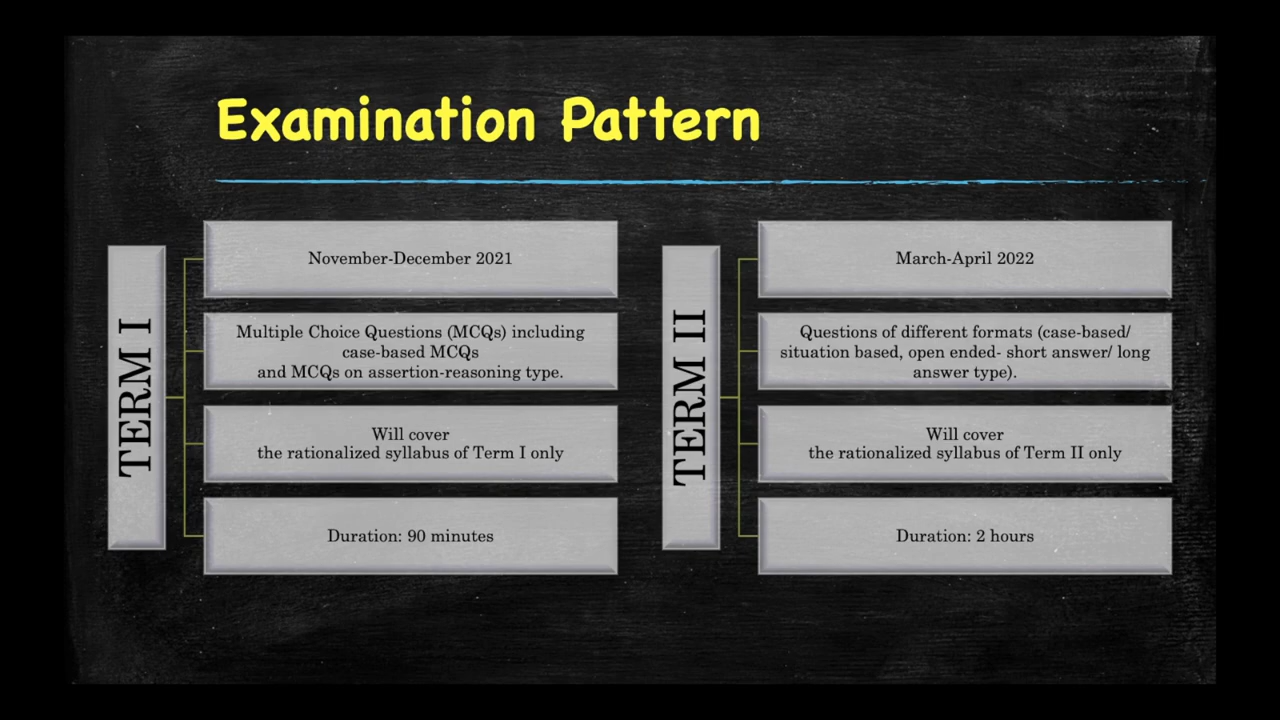 Examination Pattern
TERM I
November-December 2021
Multiple Choice Questions (MCQs) including
case-based MCQs
and MCQs on assertion-reasoning type.
Will cover
the rationalized syllabus of Term I only
Duration: 90 minutes
TERM II
March-April 2022
Questions of different formats (case-based/
situation based, open ended- short answer/ long
answer type).
Will cover
the rationalized syllabus of Term II only
Duration: 2 hours